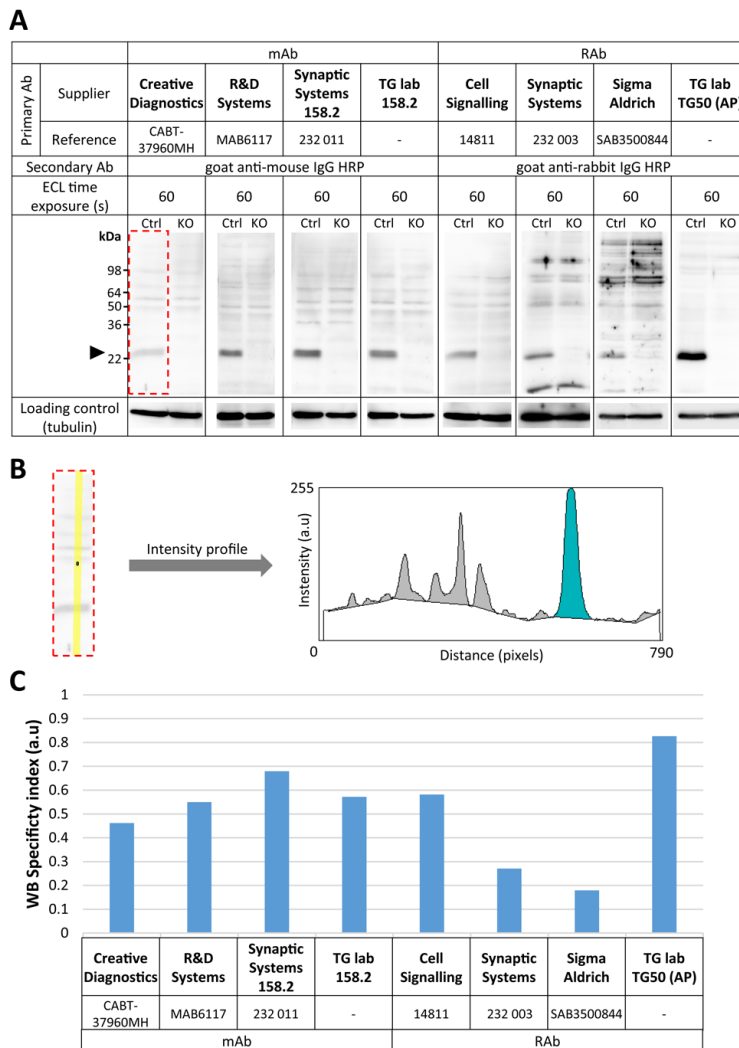 A
mAb RAb
Primary Ab
Supplier
Creative Diagnostics
R&D Systems
Synaptic Systems 158.2
TG lab 158.2
Cell Signalling
Synaptic Systems
Sigma Aldrich
TG lab TG50 (AP)
Reference
CABT-37960MH
MAB6117
232 011
-
14811
232 003
SAB3500844
-
Secondary Ab goat anti-mouse IgG HRP goat anti-rabbit IgG HRP
ECL time exposure (s)
60 60 60 60 60 60 60 60
Ctrl KO Ctrl KO Ctrl KO Ctrl KO Ctrl KO Ctrl KO Ctrl KO Ctrl KO
kDa
98
64
50
36
22
Loading control
(tubulin)
B
Intensity profile
255
Instensity (a.u)
0 Distance (pixels) 790
C
WB Specificty index (a.u)
1
0.9
0.8
0.7
0.6
0.5
0.4
0.3
0.2
0.1
0
Creative Diagnostics
R&D Systems
Synaptic Systems 158.2
TG lab 158.2
Cell Signalling
Synaptic Systems
Sigma Aldrich
TG lab TG50 (AP)
CABT-37960MH
MAB6117
232 011
-
14811
232 003
SAB3500844
-
mAb RAb